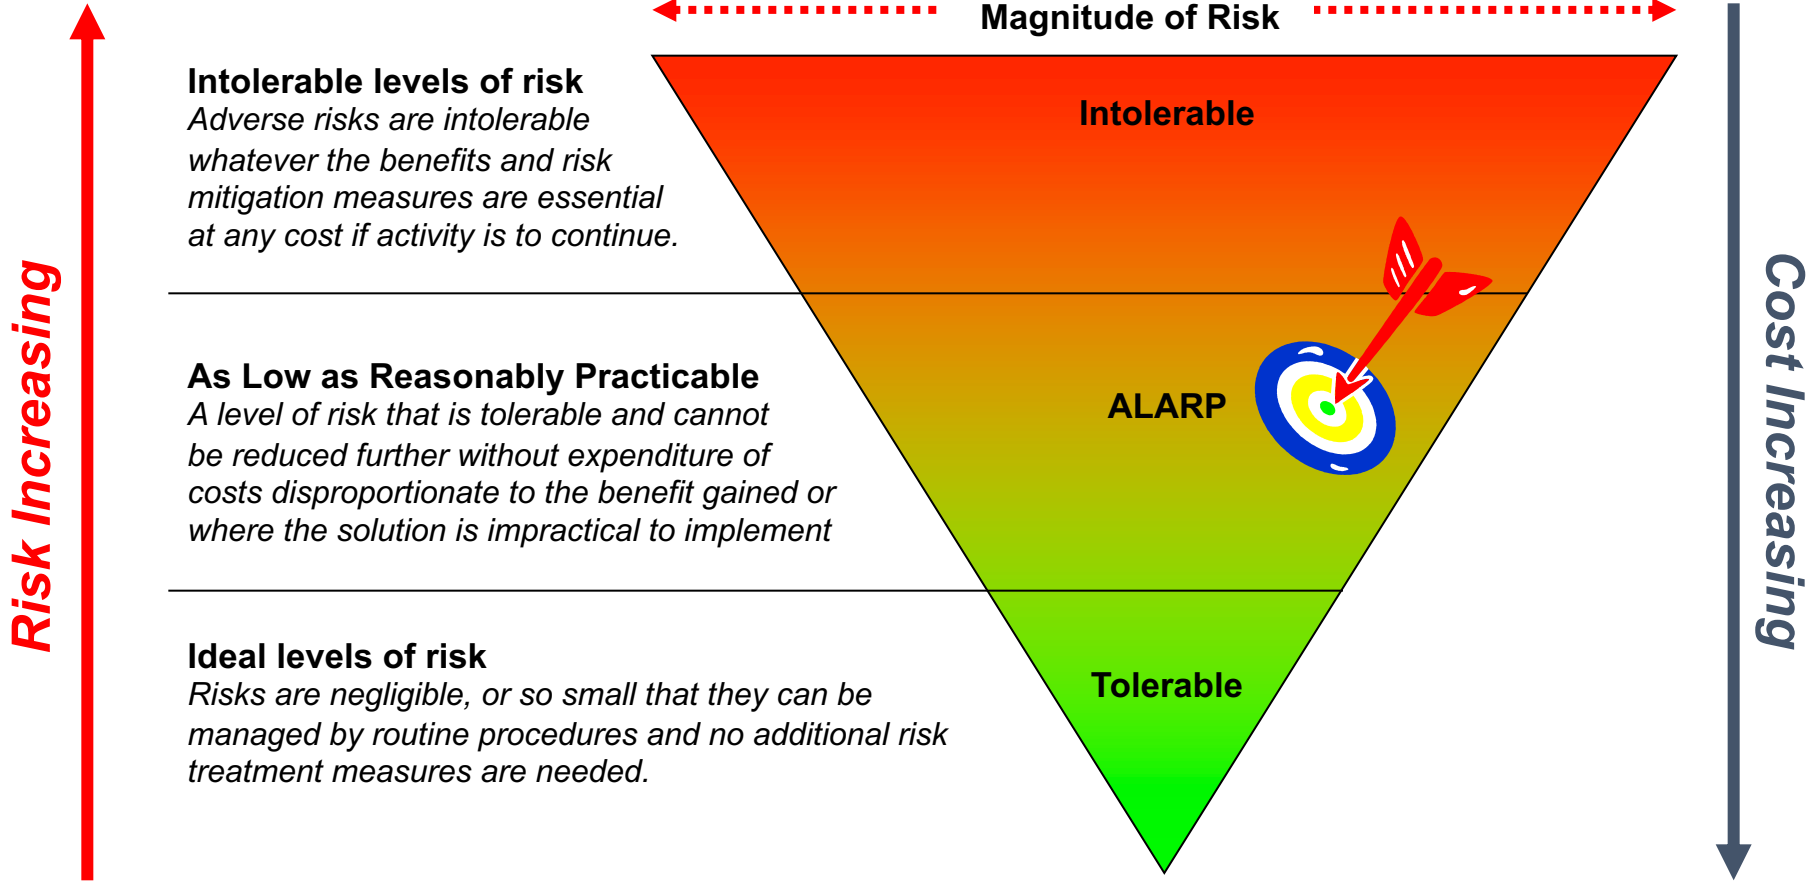 Magnitude of Risk
Risk Increasing
Intolerable levels of risk
Adverse risks are intolerable
whatever the benefits and risk
mitigation measures are essential
at any cost if activity is to continue.
Intolerable
As Low as Reasonably Practicable
A level of risk that is tolerable and cannot
be reduced further without expenditure of
costs disproportionate to the benefit gained or
where the solution is impractical to implement
ALARP
Ideal levels of risk
Risks are negligible, or so small that they can be
managed by routine procedures and no additional risk
treatment measures are needed.
Tolerable
Cost Increasing